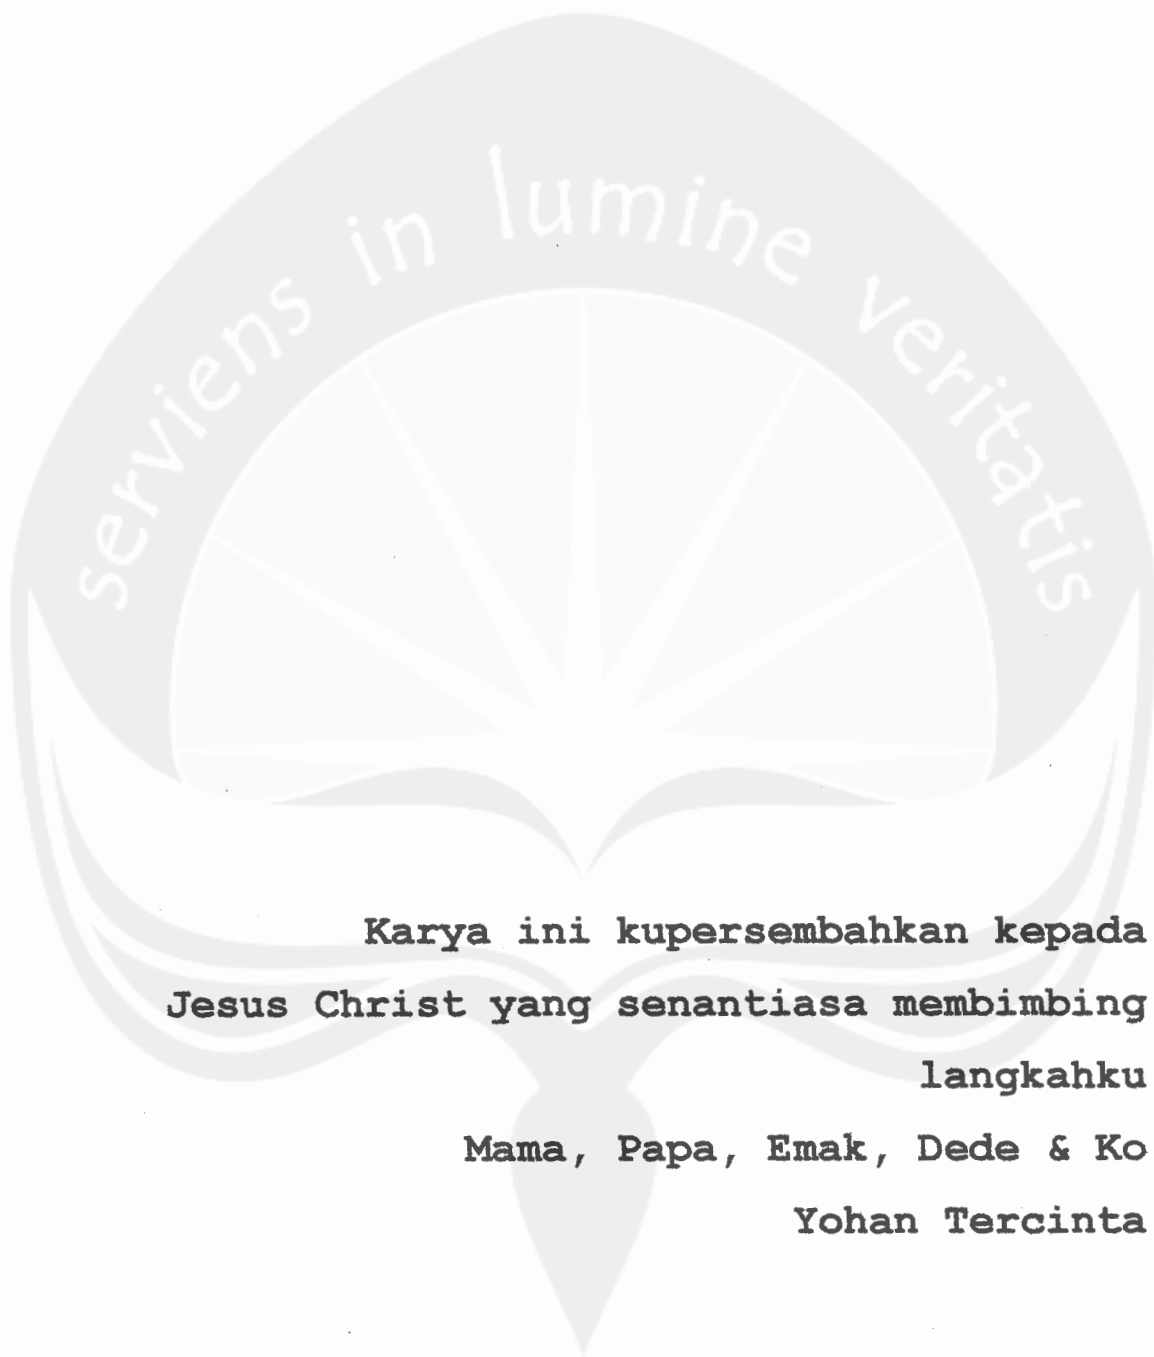 serviens in lumine veritatis
Karya ini kupersembahkan kepada
Jesus Christ yang senantiasa membimbing
langkahku
Mama, Papa, Emak, Dede & Ko
Yohan Tercinta